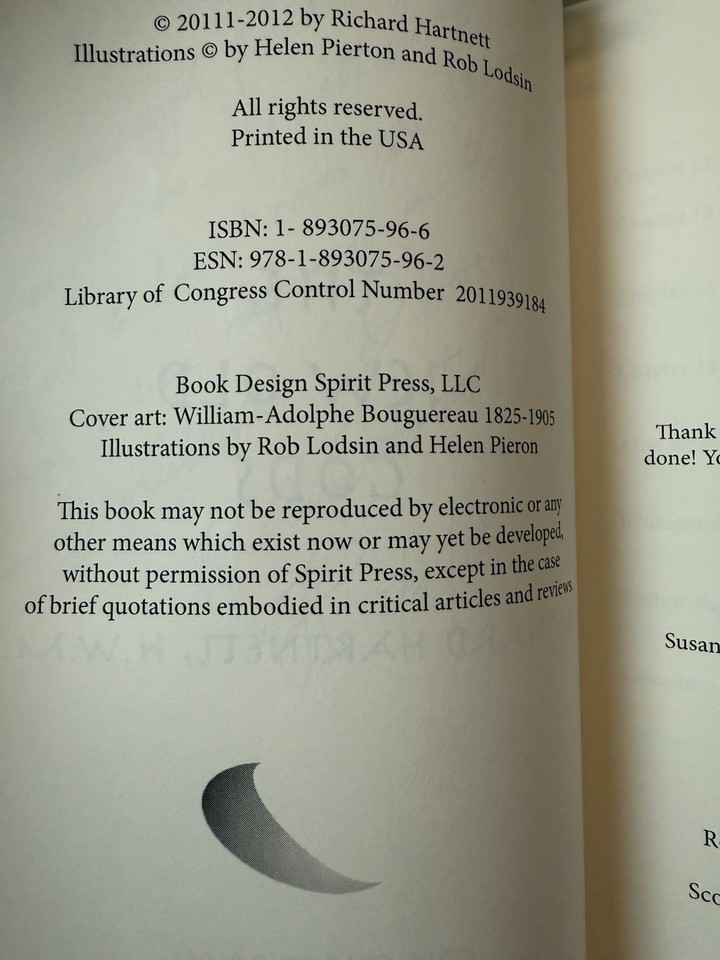 © 20111-2012 by Richard Hartnett
Illustrations © by Helen Pierton and Rob Lodsin
All rights reserved.
Printed in the USA
ISBN: 1- 893075-96-6
ESN: 978-1-893075-96-2
Library of Congress Control Number 2011939184
Book Design Spirit Press, LLC
Cover art: William-Adolphe Bouguereau 1825-1905
Illustrations by Rob Lodsin and Helen Pieron
This book may not be reproduced by electronic or any
other means which exist now or may yet be developed,
without permission of Spirit Press, except in the case
of brief quotations embodied in critical articles and reviews.
Thank
done!
Susan